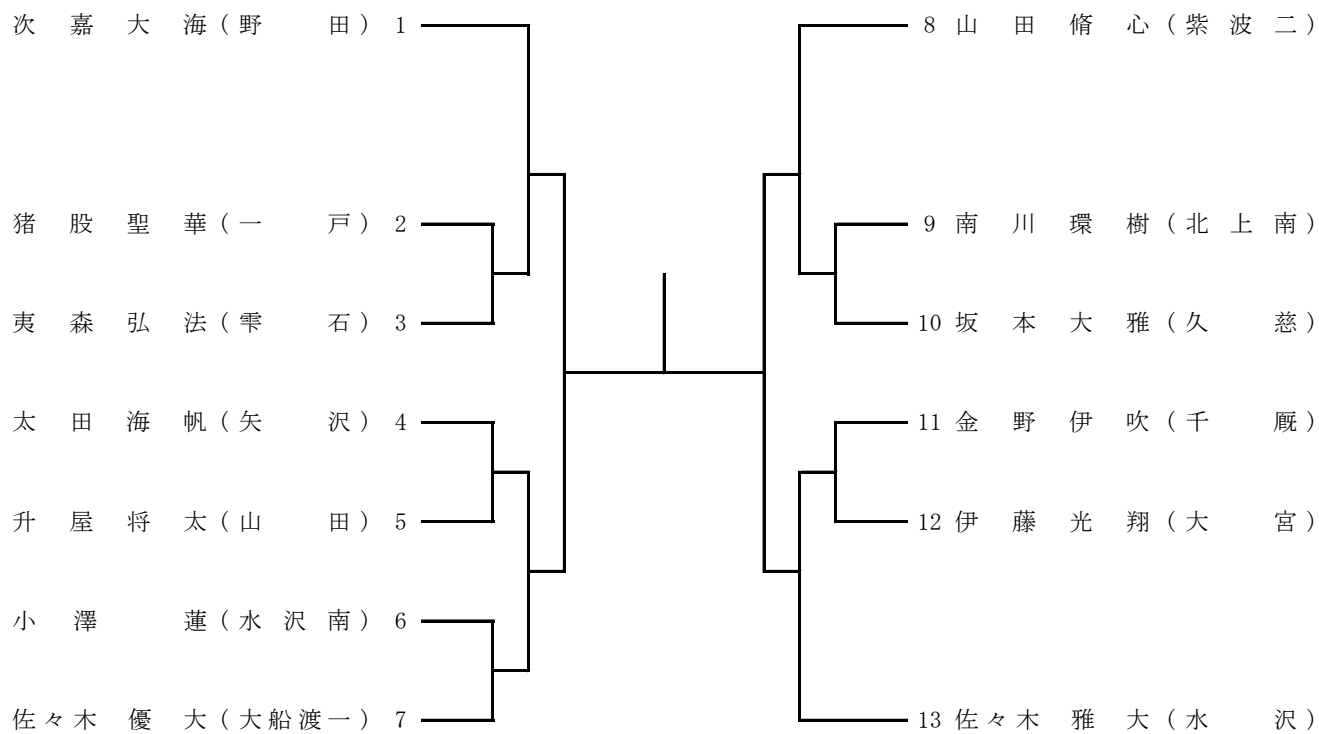 次嘉大海(野田) 1
猪股聖華(一戸) 2
夷森弘法(雫石) 3
太田海帆(矢沢) 4
升屋将太(山田) 5
小澤蓮(水沢南) 6
佐々木優大(大船渡一) 7
8 山田脩心(紫波二)
9 南川環樹(北上南)
10 坂本大雅(久慈)
11 金野伊吹(千厩)
12 伊藤光翔(大宮)
13 佐々木雅大(水沢)